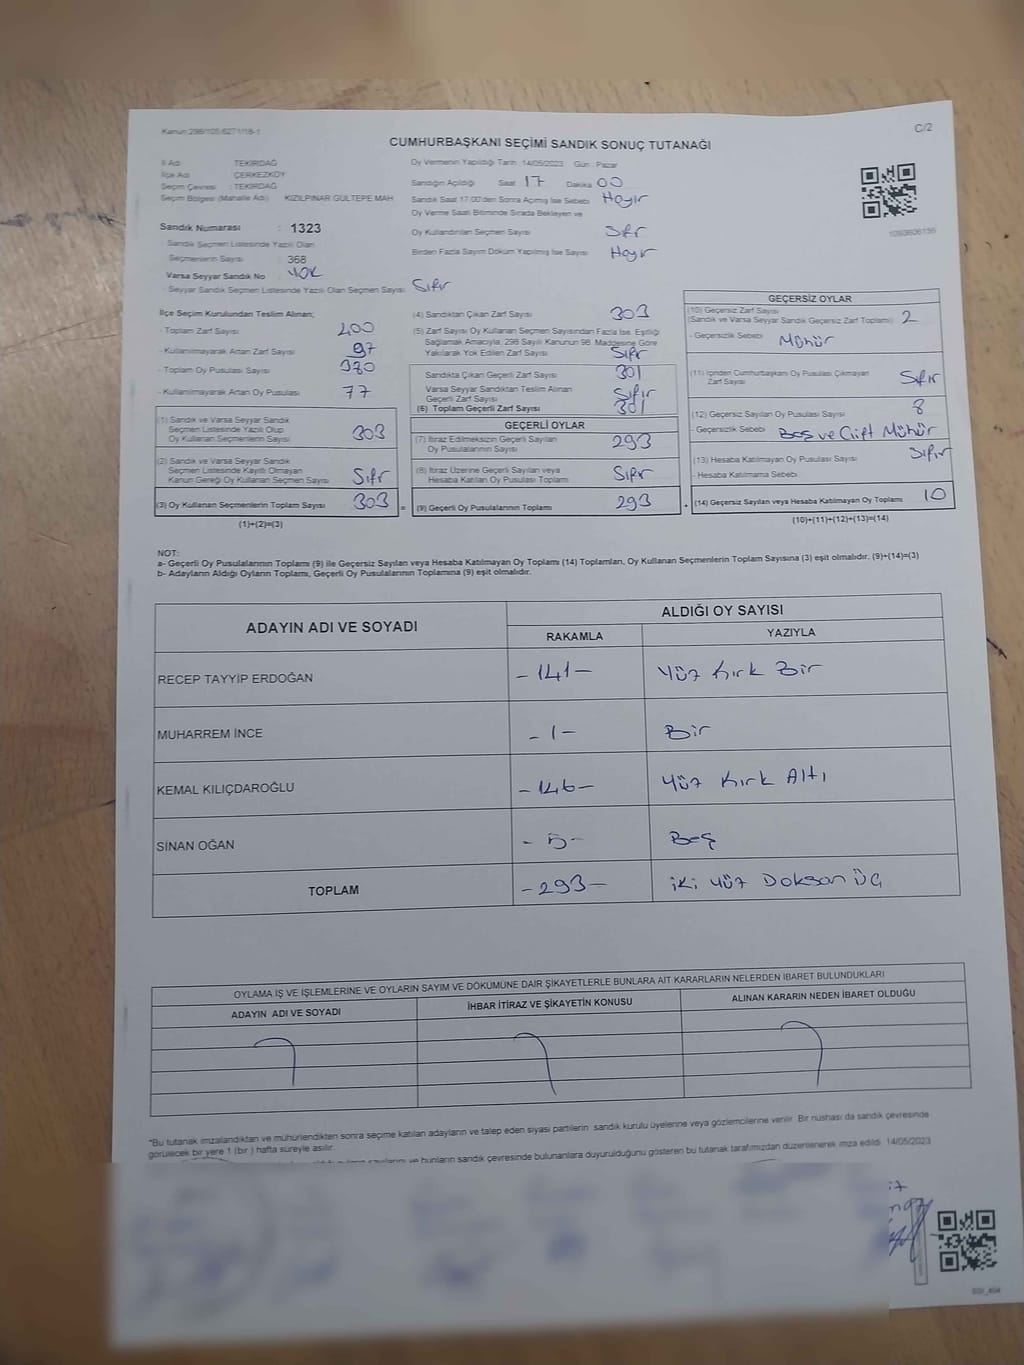 Kanun:298/105,6271/18-1
C/2
CUMHURBAŞKANI SEÇİMİ SANDIK SONUÇ TUTANAĞI
İl Adı : TEKİRDAĞ
İlçe Adı : ÇERKEZKÖY
Seçim Çevresi : TEKİRDAĞ
Seçim Bölgesi (Mahalle Adı) : KIZILPINAR GÜLTEPE MAH
Sandık Numarası : 1323
- Sandık Seçmen Listesinde Yazılı Olan
Seçmenlerin Sayısı : 368
Varsa Seyyar Sandık No : YOK
- Seyyar Sandık Seçmen Listesinde Yazılı Olan Seçmen Sayısı : Sıfır
Oy Vermenin Yapıldığı Tarih : 14/05/2023 Gün : Pazar
Sandığın Açıldığı Saat 17 Dakika 00
Sandık Saat 17:00'den Sonra Açımış İse Sebebi Hayır
Oy Verme Saati Bitiminde Sırada Bekleyen ve
Oy Kullandırılan Seçmen Sayısı Sıfır
Birden Fazla Sayım Döküm Yapılmış İse Sayısı Hayır
1093606156
İlçe Seçim Kurulundan Teslim Alınan;
- Toplam Zarf Sayısı 400
- Kullanılmayarak Artan Zarf Sayısı 97
- Toplam Oy Pusulası Sayısı 380
- Kullanılmayarak Artan Oy Pusulası 77
(1) Sandık ve Varsa Seyyar Sandık
Seçmen Listesinde Yazılı Olup
Oy Kullanan Seçmenlerin Sayısı 303
(2) Sandık ve Varsa Seyyar Sandık
Seçmen Listesinde Kayıtlı Olmayan
Kanun Gereği Oy Kullanan Seçmen Sayısı Sıfır
(3) Oy Kullanan Seçmenlerin Toplam Sayısı 303
(1)+(2)=(3)
(4) Sandıktan Çıkan Zarf Sayısı 303
(5) Zarf Sayısı Oy Kullanan Seçmen Sayısından Fazla İse, Eşitliği
Sağlamak Amacıyla, 298 Sayılı Kanunun 98. Maddesine Göre
Yakılarak Yok Edilen Zarf Sayısı Sıfır
Sandıkta Çıkan Geçerli Zarf Sayısı 301
Varsa Seyyar Sandıktan Teslim Alınan
Geçerli Zarf Sayısı Sıfır
(6) Toplam Geçerli Zarf Sayısı 301
GEÇERLİ OYLAR
(7) İtiraz Edilmeksizin Geçerli Sayılan
Oy Pusulalarının Sayısı 293
(8) İtiraz Üzerine Geçerli Sayılan veya
Hesaba Katılan Oy Pusulası Toplamı Sıfır
= (9) Geçerli Oy Pusulalarının Toplamı 293
GEÇERSİZ OYLAR
(10) Geçersiz Zarf Sayısı
(Sandık ve Varsa Seyyar Sandık Geçersiz Zarf Toplamı) 2
- Geçersizlik Sebebi Mühür
(11) İçinden Cumhurbaşkanı Oy Pusulası Çıkmayan
Zarf Sayısı Sıfır
(12) Geçersiz Sayılan Oy Pusulası Sayısı 8
- Geçersizlik Sebebi Boş ve Çift Mühür
(13) Hesaba Katılmayan Oy Pusulası Sayısı Sıfır
- Hesaba Katılmama Sebebi
+ (14) Geçersiz Sayılan veya Hesaba Katılmayan Oy Toplamı 10
(10)+(11)+(12)+(13)=(14)
NOT:
a- Geçerli Oy Pusulalarının Toplamı (9) ile Geçersiz Sayılan veya Hesaba Katılmayan Oy Toplamı (14) Toplamları, Oy Kullanan Seçmenlerin Toplam Sayısına (3) eşit olmalıdır. (9)+(14)=(3)
b- Adayların Aldığı Oyların Toplamı, Geçerli Oy Pusulalarının Toplamına (9) eşit olmalıdır.
ADAYIN ADI VE SOYADI
ALDIĞI OY SAYISI
RAKAMLA YAZIYLA
RECEP TAYYİP ERDOĞAN -141- Yüz Kırk Bir
MUHARREM İNCE -1- Bir
KEMAL KILIÇDAROĞLU -146- Yüz Kırk Altı
SİNAN OĞAN -5- Beş
TOPLAM -293- iki yüz Doksan üç
OYLAMA İŞ VE İŞLEMLERİNE VE OYLARIN SAYIM VE DÖKÜMÜNE DAİR ŞİKAYETLERLE BUNLARA AİT KARARLARIN NELERDEN İBARET BULUNDUKLARI
ADAYIN ADI VE SOYADI İHBAR İTİRAZ VE ŞİKAYETİN KONUSU ALINAN KARARIN NEDEN İBARET OLDUĞU
*Bu tutanak imzalandıktan ve mühürlendikten sonra seçime katılan adayların ve talep eden siyasi partilerin sandık kurulu üyelerine veya gözlemcilerine verilir. Bir nüshası da sandık çevresinde
görülecek bir yere 1 (bir ) hafta süreyle asılır.
sayılarını ve bunların sandık çevresinde bulunanlara duyurulduğunu gösteren bu tutanak tarafımızdan düzenlenerek imza edildi. 14/05/2023